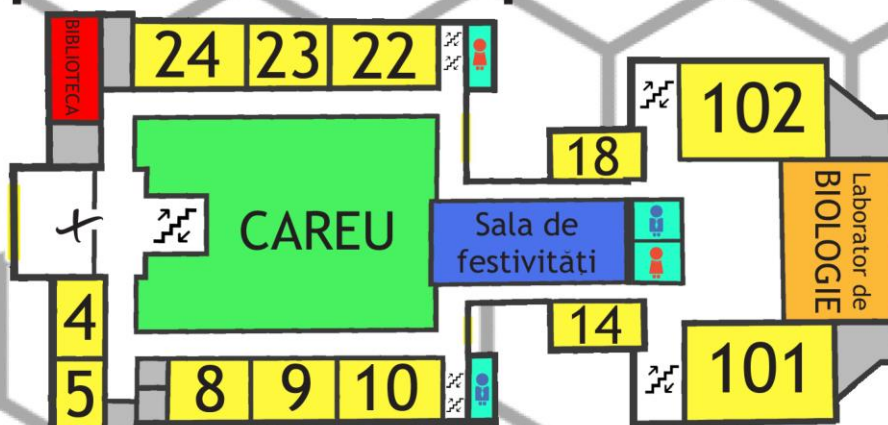 BIBLIOTECA
24
23
22
18
102
CAREU
Sala de
festivități
Laborator de
BIOLOGIE
4
5
8
9
10
14
101